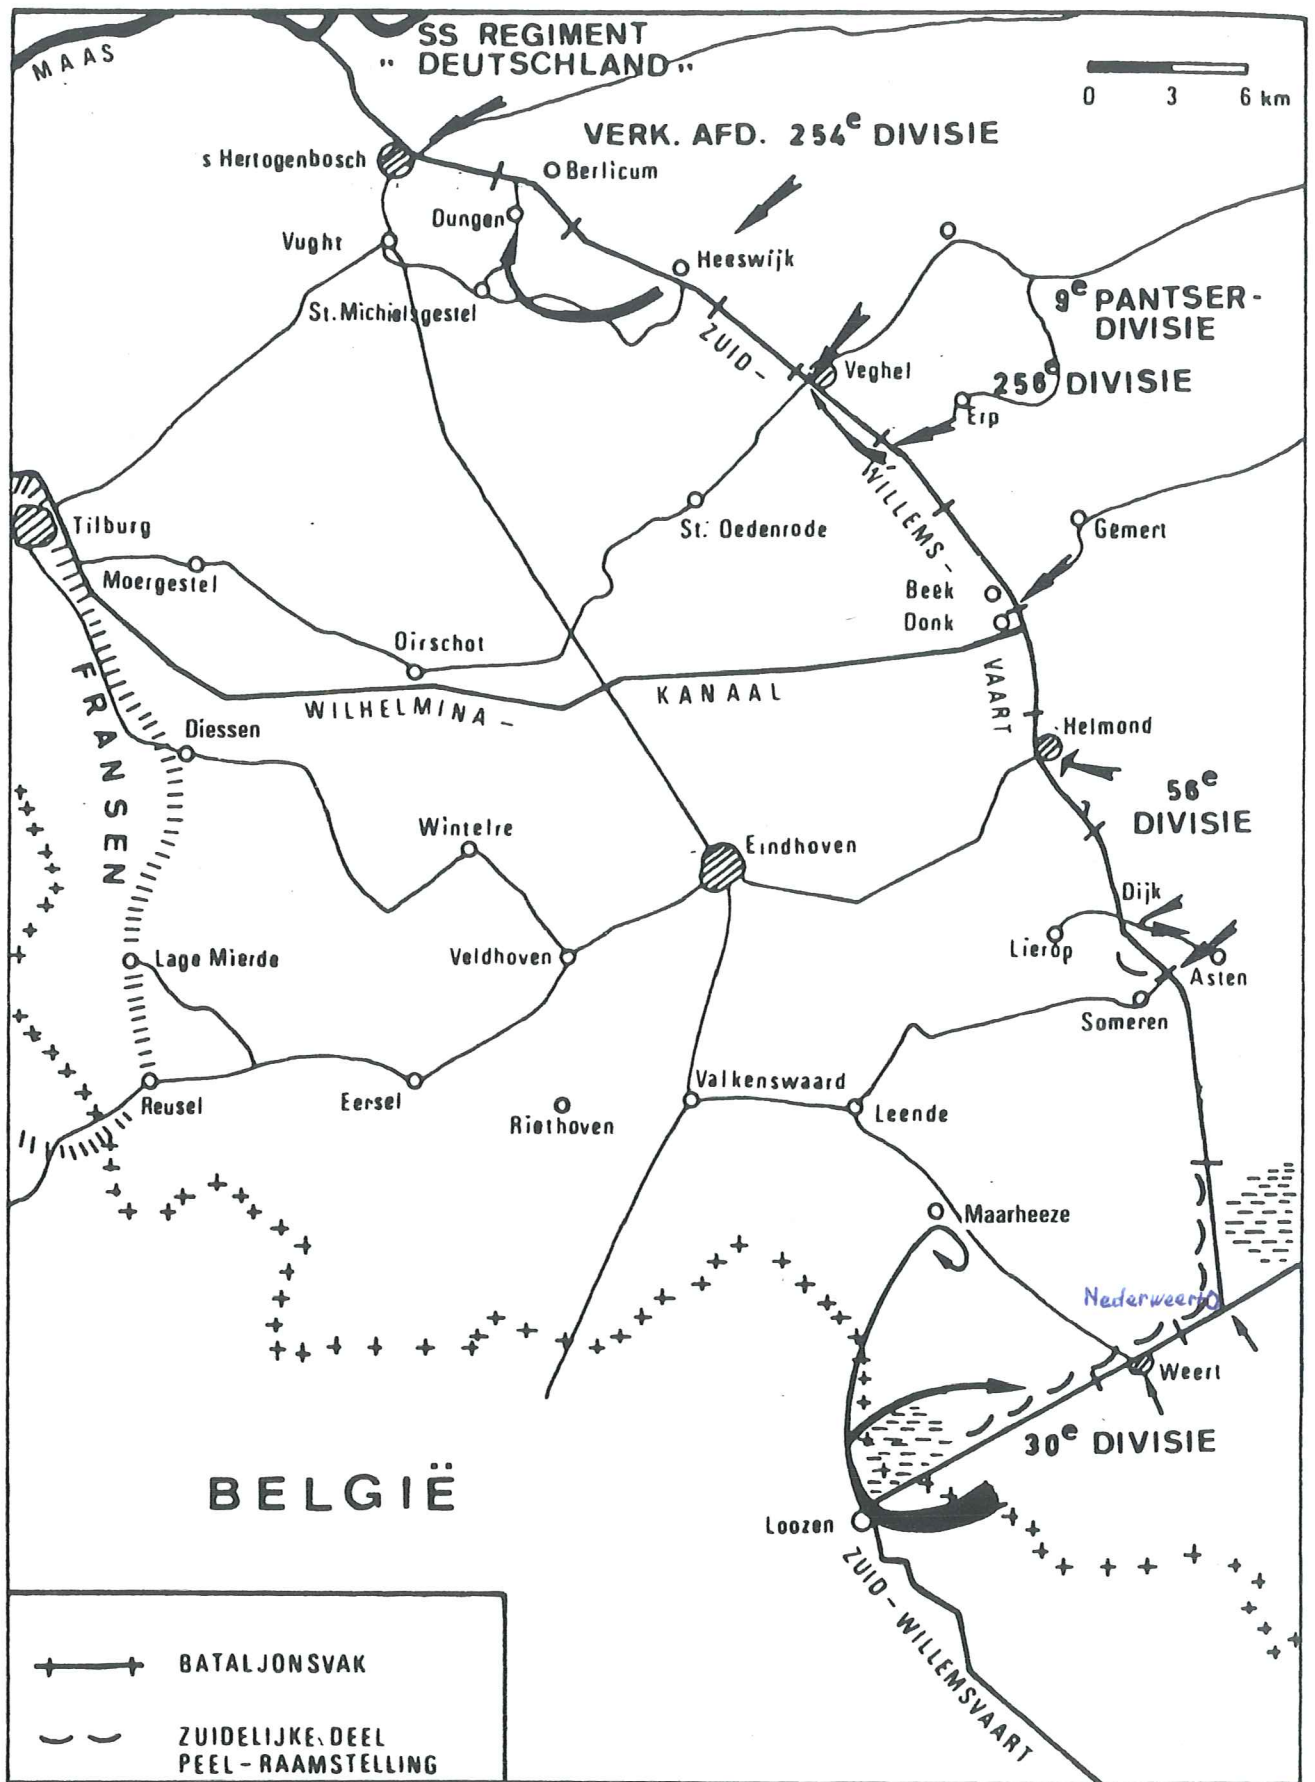 MAAS
SS REGIMENT
" DEUTSCHLAND "
0 3 6 km
VERK. AFD. 254e DIVISIE
s Hertogenbosch
Berlicum
Dungen
Vught
Heeswijk
St. Michielsgestel
9e PANTSER-
DIVISIE
ZUID-
Veghel
256e DIVISIE
Erp
WILLEMS-
Tilburg
St. Oedenrode
Gemert
Moergestel
Beek
Donk
Oirschot
VAART
WILHELMINA-
KANAAL
FRANSEN
Diessen
Helmond
56e
DIVISIE
Wintelre
Eindhoven
Dijk
Lierop
Lage Mierde
Veldhoven
Asten
Someren
Reusel
Eersel
Riethoven
Valkenswaard
Leende
Maarheeze
Nederweert
Weert
30e DIVISIE
BELGIË
Loozen
ZUID-WILLEMSVAART
BATALJONSVAK
ZUIDELIJKE DEEL
PEEL-RAAMSTELLING